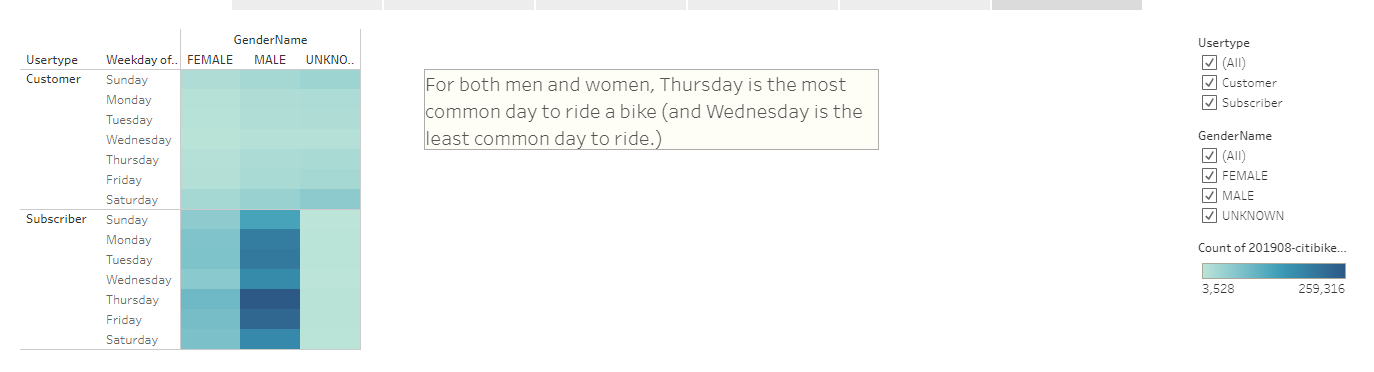 GenderName
Usertype Weekday of.. FEMALE MALE UNKNO..
Customer Sunday
Monday
Tuesday
Wednesday
Thursday
Friday
Saturday
Subscriber Sunday
Monday
Tuesday
Wednesday
Thursday
Friday
Saturday
For both men and women, Thursday is the most
common day to ride a bike (and Wednesday is the
least common day to ride.)
Usertype
(All)
Customer
Subscriber
GenderName
(All)
FEMALE
MALE
UNKNOWN
Count of 201908-citibike...
3,528 259,316